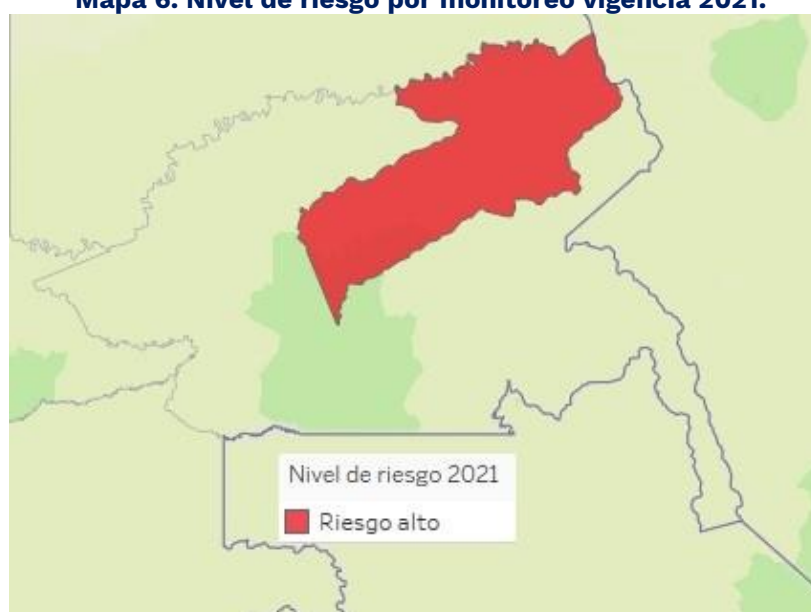 Mapa 6. Nivel de riesgo por monitoreo vigencia 2021.
Nivel de riesgo 2021
Riesgo alto